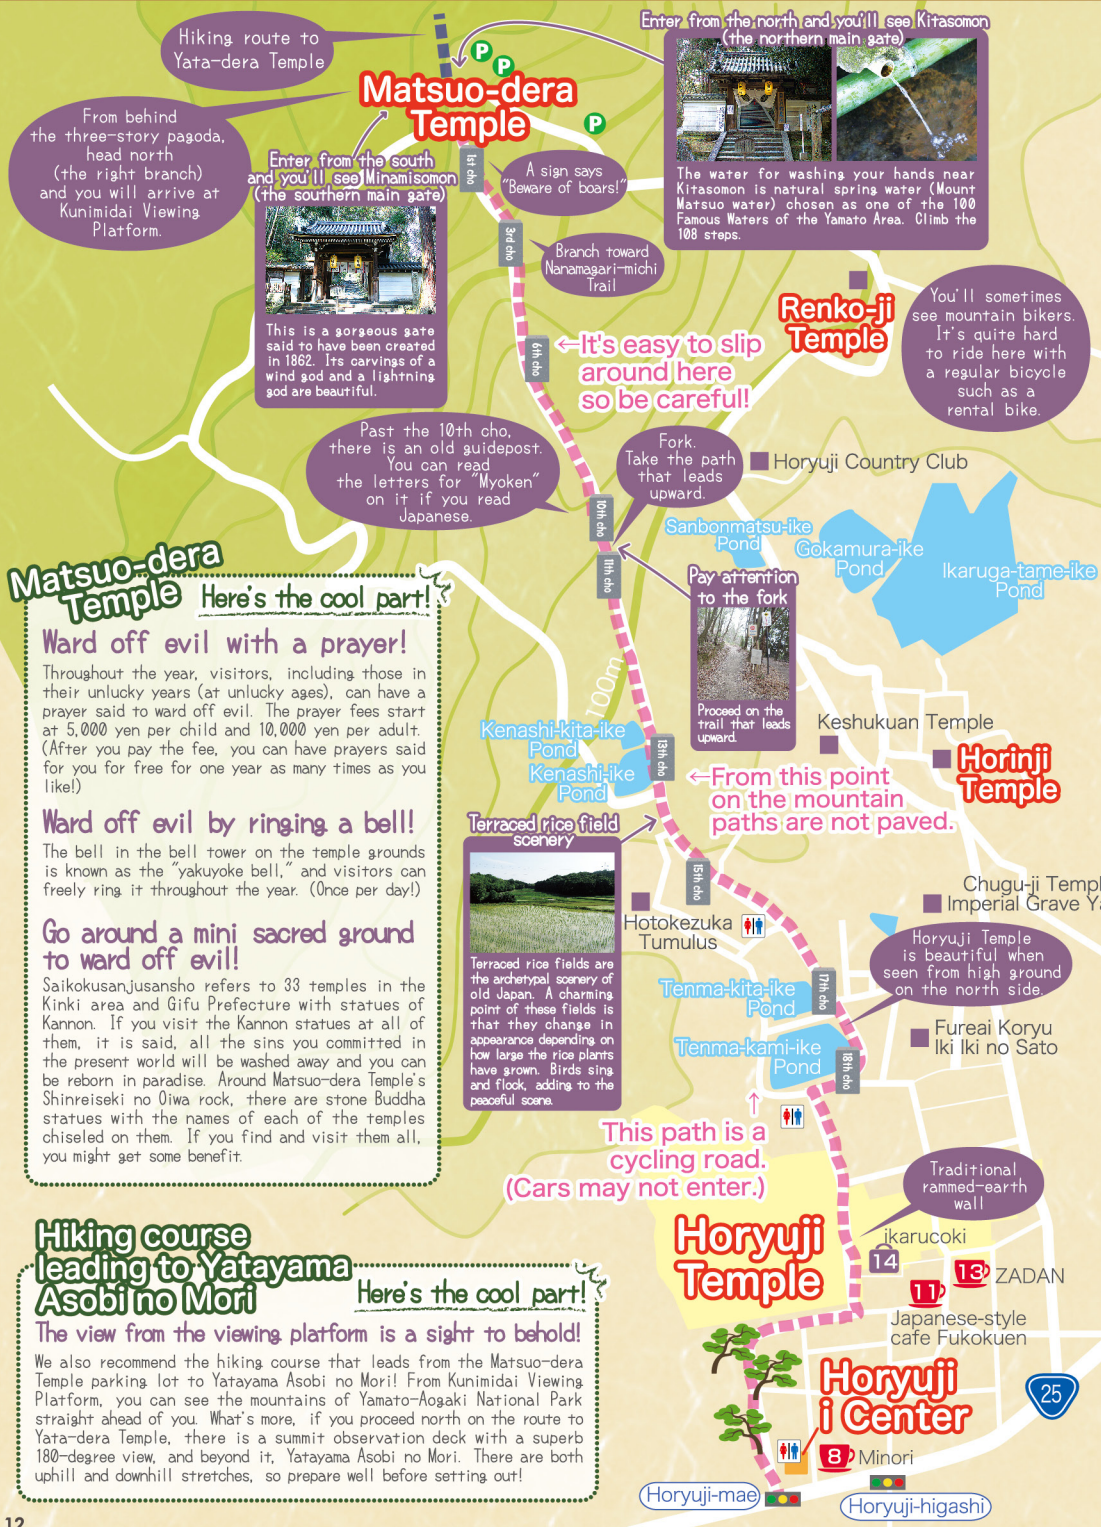 Hiking route to
Yata-dera Temple
Enter from the north and you'll see Kitasomon
(the northern main gate)
P
P
P
Matsuo-dera
Temple
From behind
the three-story pagoda,
head north
(the right branch)
and you will arrive at
Kunimidai Viewing
Platform.
Enter from the south
and you'll see Minamisomon
(the southern main gate)
1st cho
A sign says
"Beware of boars!"
The water for washing your hands near
Kitasomon is natural spring water (Mount
Matsuo water) chosen as one of the 100
Famous Waters of the Yamato Area. Climb the
108 steps.
3rd cho
Branch toward
Nanamagari-michi
Trail
This is a gorgeous gate
said to have been created
in 1862. Its carvings of a
wind god and a lightning
god are beautiful.
Renko-ji
Temple
You'll sometimes
see mountain bikers.
It's quite hard
to ride here with
a regular bicycle
such as a
rental bike.
6th cho
←It's easy to slip
around here
so be careful!
Past the 10th cho,
there is an old guidepost.
You can read
the letters for "Myoken"
on it if you read
Japanese.
Fork.
Take the path
that leads
upward.
Horyuji Country Club
10th cho
11th cho
Sanbonmatsu-ike
Pond
Gokamura-ike
Pond
Ikaruga-tame-ike
Pond
Pay attention
to the fork
Proceed on the
trail that leads
upward.
100m
Matsuo-dera
Temple
Here's the cool part!
Ward off evil with a prayer!
Throughout the year, visitors, including those in
their unlucky years (at unlucky ages), can have a
prayer said to ward off evil. The prayer fees start
at 5,000 yen per child and 10,000 yen per adult.
(After you pay the fee, you can have prayers said
for you for free for one year as many times as you
like!)
Ward off evil by ringing a bell!
The bell in the bell tower on the temple grounds
is known as the "yakuyoke bell," and visitors can
freely ring it throughout the year. (Once per day!)
Go around a mini sacred ground
to ward off evil!
Saikokusanjusansho refers to 33 temples in the
Kinki area and Gifu Prefecture with statues of
Kannon. If you visit the Kannon statues at all of
them, it is said, all the sins you committed in
the present world will be washed away and you can
be reborn in paradise. Around Matsuo-dera Temple's
Shinreiseki no Oiwa rock, there are stone Buddha
statues with the names of each of the temples
chiseled on them. If you find and visit them all,
you might get some benefit.
Kenashi-kita-ike
Pond
Kenashi-ike
Pond
13th cho
←From this point
on the mountain
paths are not paved.
Keshukuan Temple
Horinji
Temple
Terraced rice field
scenery
Terraced rice fields are
the archetypal scenery of
old Japan. A charming
point of these fields is
that they change in
appearance depending on
how large the rice plants
have grown. Birds sing
and flock, adding to the
peaceful scene.
15th cho
Hotokezuka
Tumulus
Chugu-ji Templ
Imperial Grave Ya
Horyuji Temple
is beautiful when
seen from high ground
on the north side.
Tenma-kita-ike
Pond
17th cho
Tenma-kami-ike
Pond
18th cho
Fureai Koryu
Iki Iki no Sato
↑
This path is a
cycling road.
(Cars may not enter.)
Traditional
rammed-earth
wall
Horyuji
Temple
ikarucoki
14
13 ZADAN
11
Japanese-style
cafe Fukokuen
Horyuji
i Center
25
8 Minori
Horyuji-mae
Horyuji-higashi
Hiking course
leading to Yatayama
Asobi no Mori
Here's the cool part!
The view from the viewing platform is a sight to behold!
We also recommend the hiking course that leads from the Matsuo-dera
Temple parking lot to Yatayama Asobi no Mori! From Kunimidai Viewing
Platform, you can see the mountains of Yamato-Aogaki National Park
straight ahead of you. What's more, if you proceed north on the route to
Yata-dera Temple, there is a summit observation deck with a superb
180-degree view, and beyond it, Yatayama Asobi no Mori. There are both
uphill and downhill stretches, so prepare well before setting out!
12